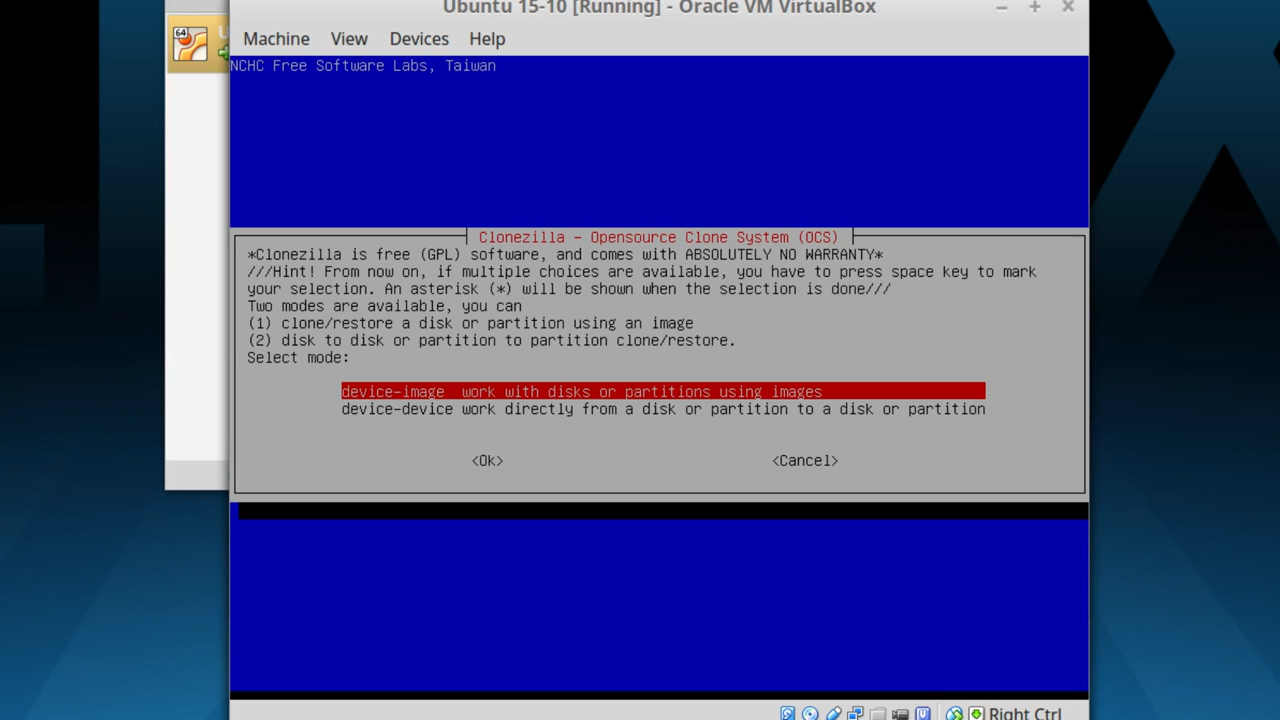 Ubuntu 15-10 [Running] - Oracle VM VirtualBox
64
Machine View Devices Help
NCHC Free Software Labs, Taiwan
Clonezilla - Opensource Clone System (OCS)
*Clonezilla is free (GPL) software, and comes with ABSOLUTELY NO WARRANTY*
///Hint! From now on, if multiple choices are available, you have to press space key to mark
your selection. An asterisk (*) will be shown when the selection is done///
Two modes are available, you can
(1) clone/restore a disk or partition using an image
(2) disk to disk or partition to partition clone/restore.
Select mode:
device-image work with disks or partitions using images
device-device work directly from a disk or partition to a disk or partition
<Ok> <Cancel>
Right Ctrl